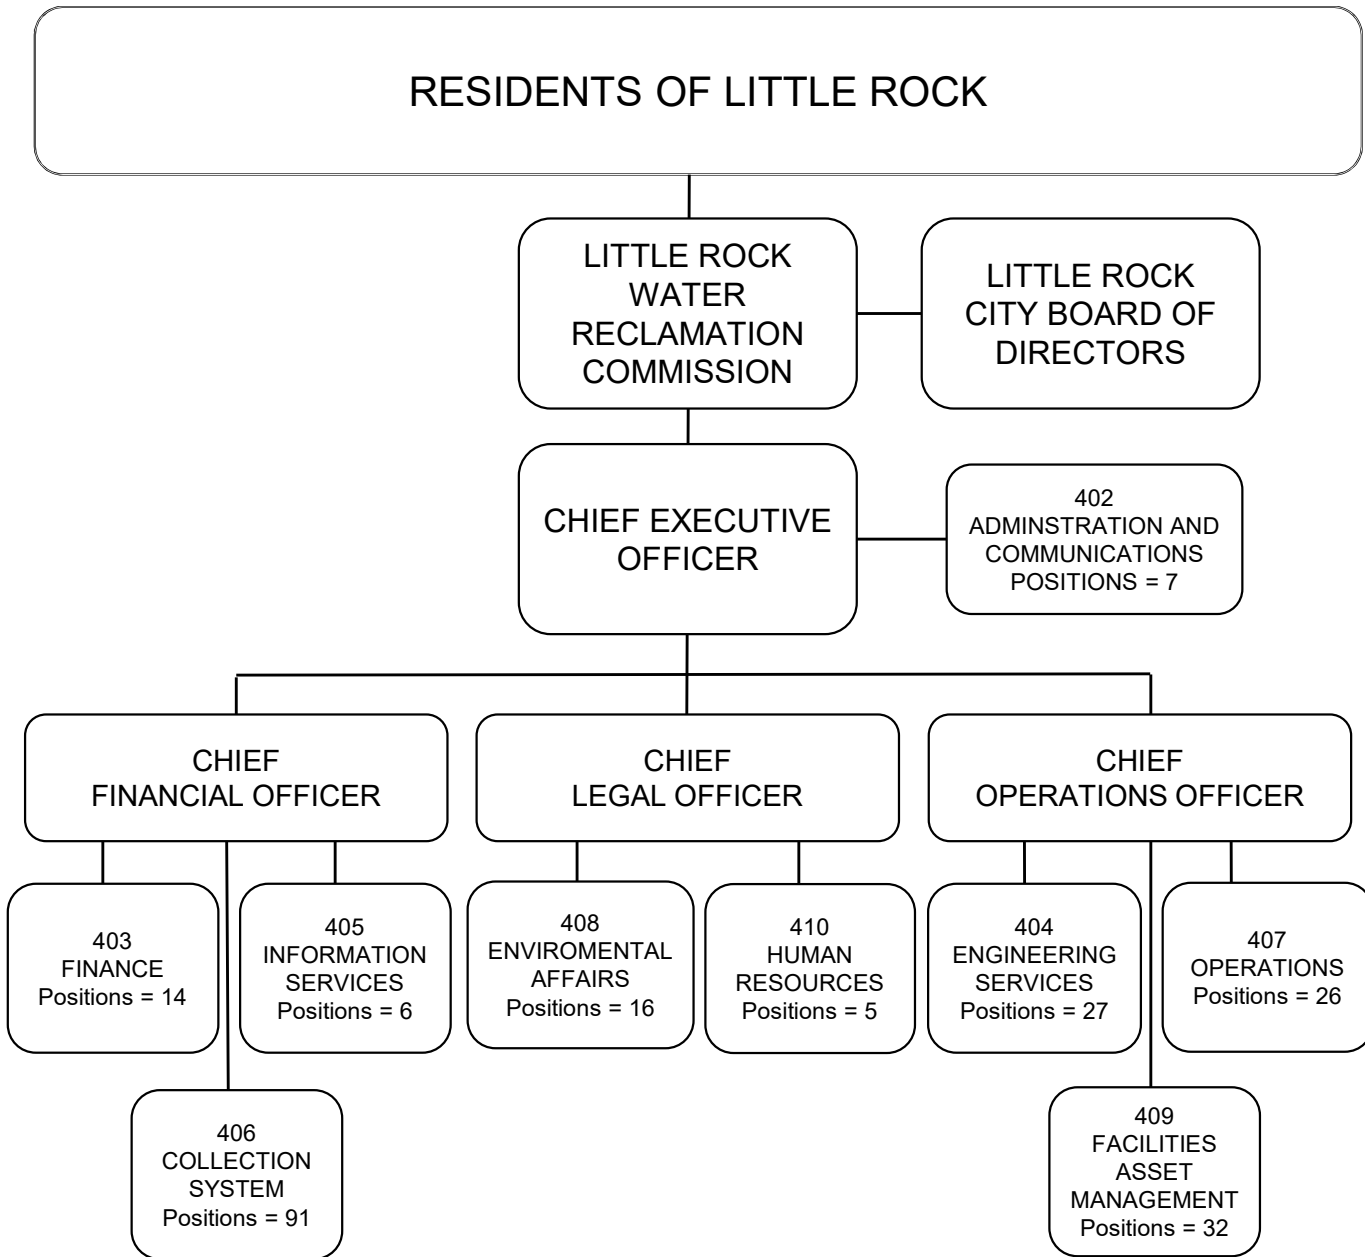 RESIDENTS OF LITTLE ROCK
LITTLE ROCK
WATER
RECLAMATION
COMMISSION
LITTLE ROCK
CITY BOARD OF
DIRECTORS
CHIEF EXECUTIVE
OFFICER
402
ADMINSTRATION AND
COMMUNICATIONS
POSITIONS = 7
CHIEF
FINANCIAL OFFICER
CHIEF
LEGAL OFFICER
CHIEF
OPERATIONS OFFICER
403
FINANCE
Positions = 14
405
INFORMATION
SERVICES
Positions = 6
408
ENVIROMENTAL
AFFAIRS
Positions = 16
410
HUMAN
RESOURCES
Positions = 5
404
ENGINEERING
SERVICES
Positions = 27
407
OPERATIONS
Positions = 26
406
COLLECTION
SYSTEM
Positions = 91
409
FACILITIES
ASSET
MANAGEMENT
Positions = 32